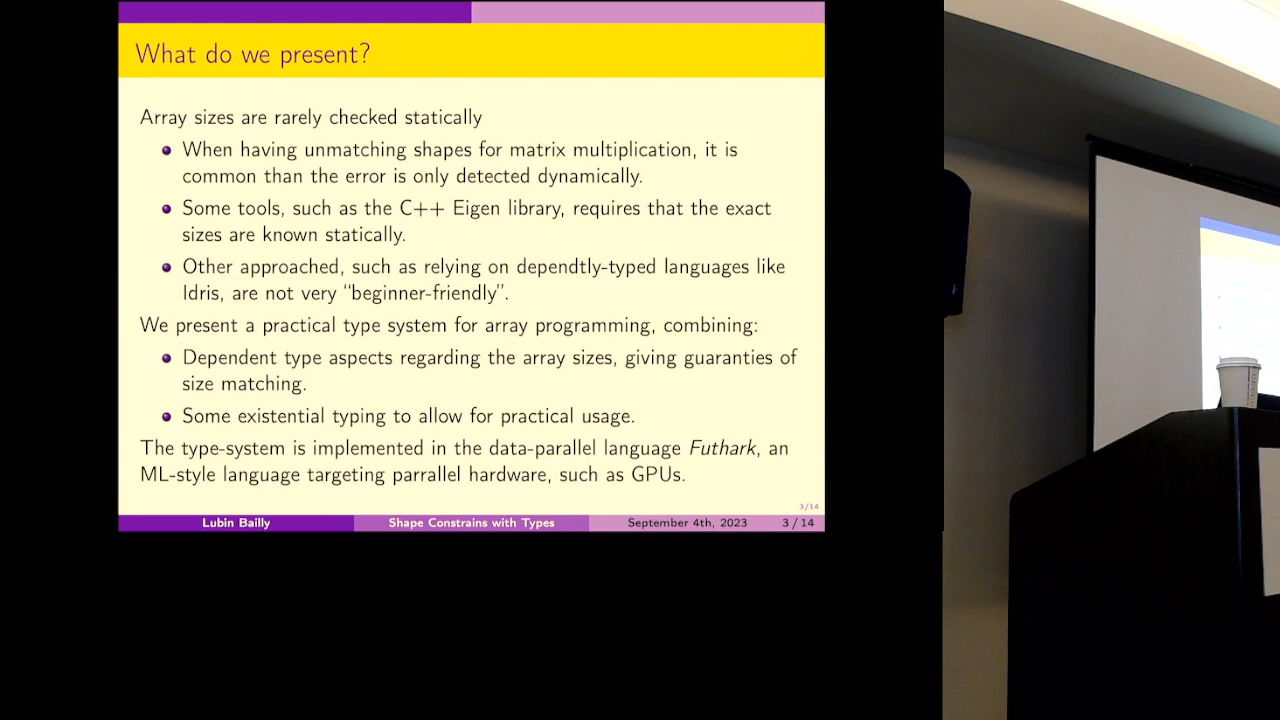 What do we present?
Array sizes are rarely checked statically
When having unmatching shapes for matrix multiplication, it is
common than the error is only detected dynamically.
Some tools, such as the C++ Eigen library, requires that the exact
sizes are known statically.
Other approached, such as relying on dependtly-typed languages like
Idris, are not very “beginner-friendly”.
We present a practical type system for array programming, combining:
Dependent type aspects regarding the array sizes, giving guaranties of
size matching.
Some existential typing to allow for practical usage.
The type-system is implemented in the data-parallel language Futhark, an
ML-style language targeting parrallel hardware, such as GPUs.
3/14
Lubin Bailly Shape Constrains with Types September 4th, 2023 3 / 14